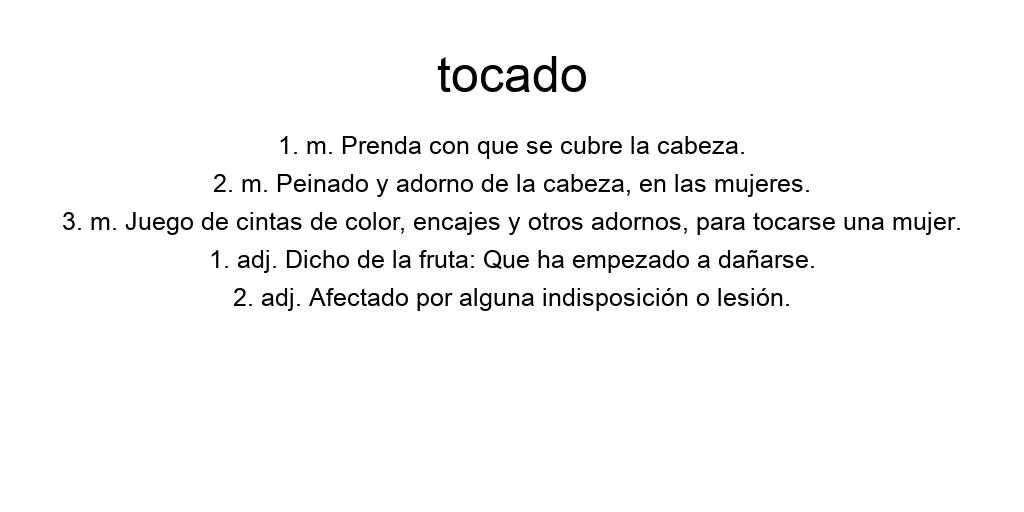 tocado
1. m. Prenda con que se cubre la cabeza.
2. m. Peinado y adorno de la cabeza, en las mujeres.
3. m. Juego de cintas de color, encajes y otros adornos, para tocarse una mujer.
1. adj. Dicho de la fruta: Que ha empezado a dañarse.
2. adj. Afectado por alguna indisposición o lesión.